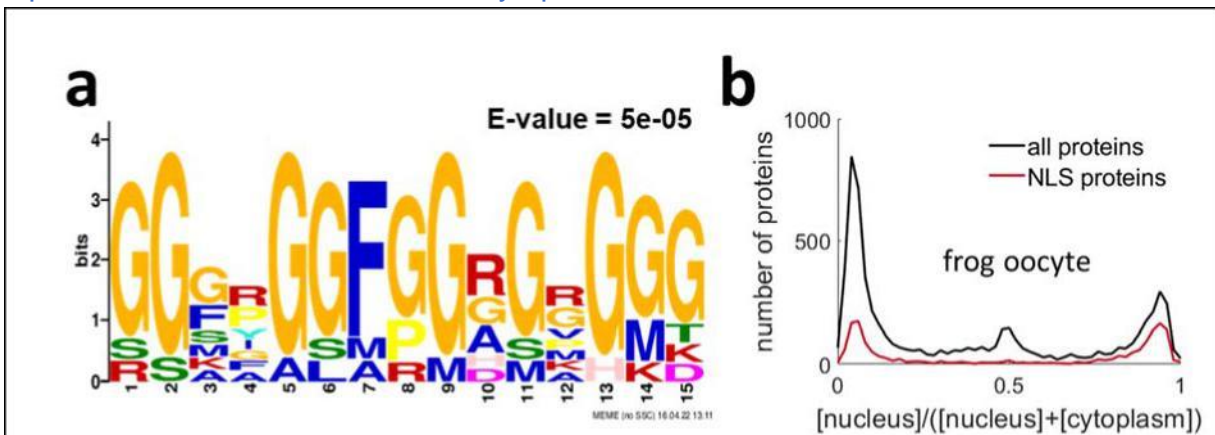 a
E-value = 5e-05
4
3
bits
2
1
0
GGGRGGFGGRGRGGG
1 2 3 4 5 6 7 8 9 10 11 12 13 14 15
MEME (no SSC) 16.04.22 13:11
b
1000
all proteins
NLS proteins
number of proteins
500
frog oocyte
0
0 0.5 1
[nucleus]/([nucleus]+[cytoplasm])